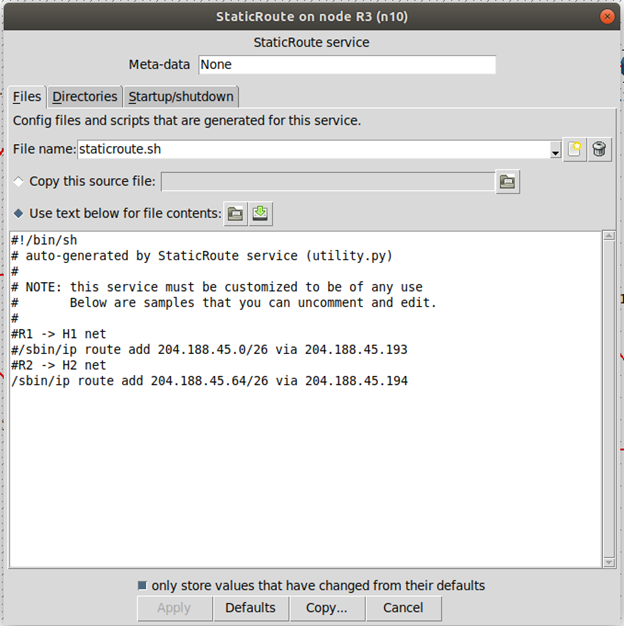 StaticRoute on node R3 (n10)
StaticRoute service
Meta-data None
Files Directories Startup/shutdown
Config files and scripts that are generated for this service.
File name: staticroute.sh
Copy this source file:
Use text below for file contents:
#!/bin/sh
# auto-generated by StaticRoute service (utility.py)
#
# NOTE: this service must be customized to be of any use
#       Below are samples that you can uncomment and edit.
#
#R1 -> H1 net
#/sbin/ip route add 204.188.45.0/26 via 204.188.45.193
#R2 -> H2 net
/sbin/ip route add 204.188.45.64/26 via 204.188.45.194
only store values that have changed from their defaults
Apply Defaults Copy... Cancel